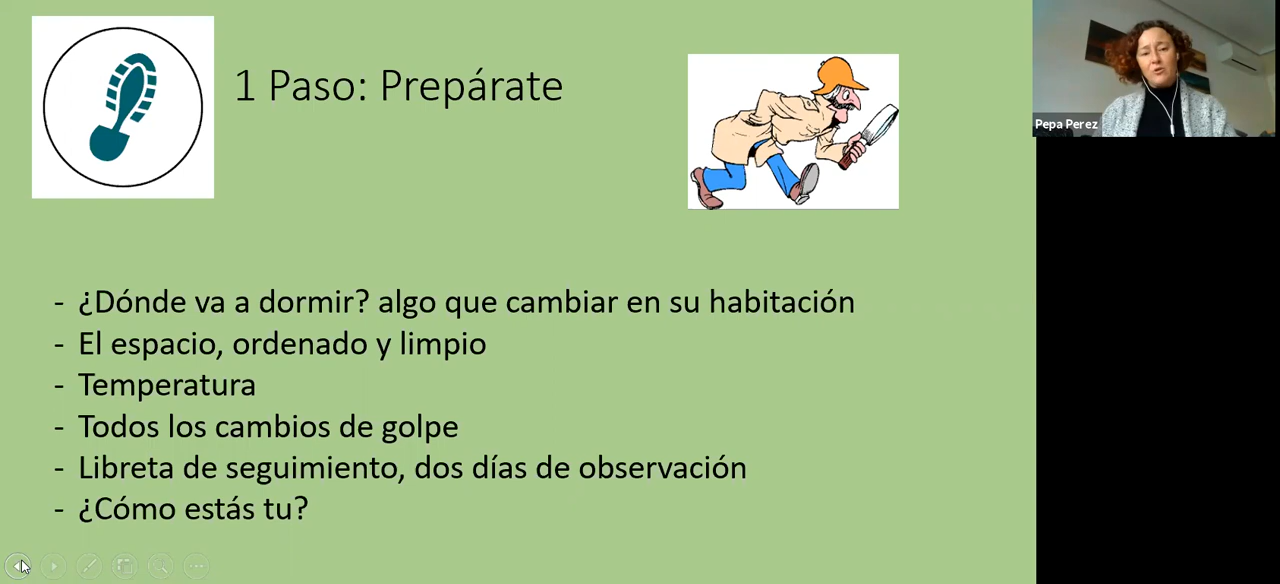 1 Paso: Prepárate
Pepa Perez
- ¿Dónde va a dormir? algo que cambiar en su habitación
- El espacio, ordenado y limpio
- Temperatura
- Todos los cambios de golpe
- Libreta de seguimiento, dos días de observación
- ¿Cómo estás tu?